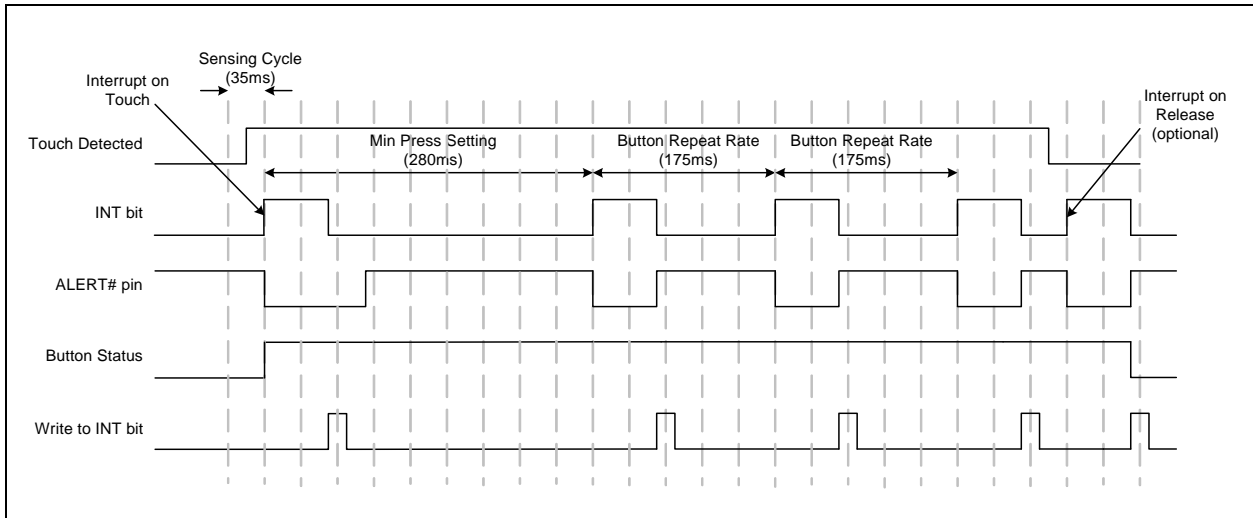 Sensing Cycle
(35ms)
Interrupt on
Touch
Interrupt on
Release
(optional)
Touch Detected
Min Press Setting
(280ms)
Button Repeat Rate
(175ms)
Button Repeat Rate
(175ms)
INT bit
ALERT# pin
Button Status
Write to INT bit